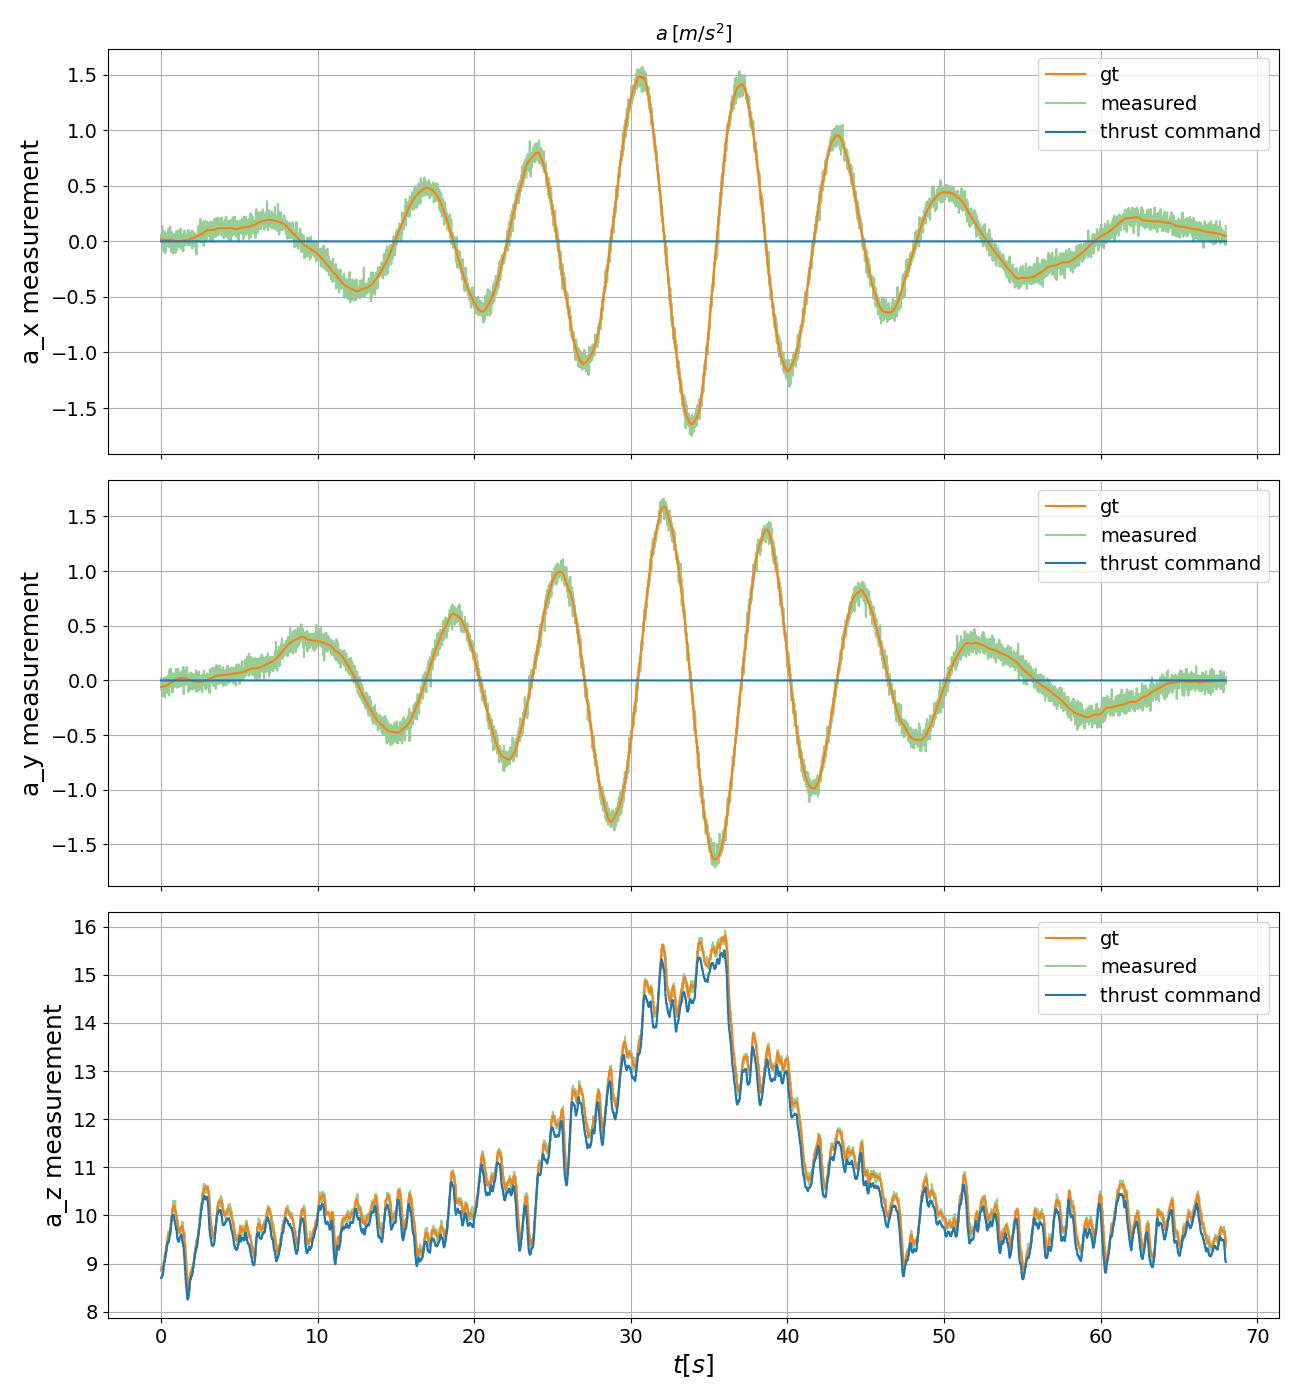 a [m/s²]
a_x measurement
1.5
1.0
0.5
0.0
−0.5
−1.0
−1.5
gt
measured
thrust command
a_y measurement
1.5
1.0
0.5
0.0
−0.5
−1.0
−1.5
gt
measured
thrust command
a_z measurement
16
15
14
13
12
11
10
9
8
gt
measured
thrust command
0 10 20 30 40 50 60 70
t[s]